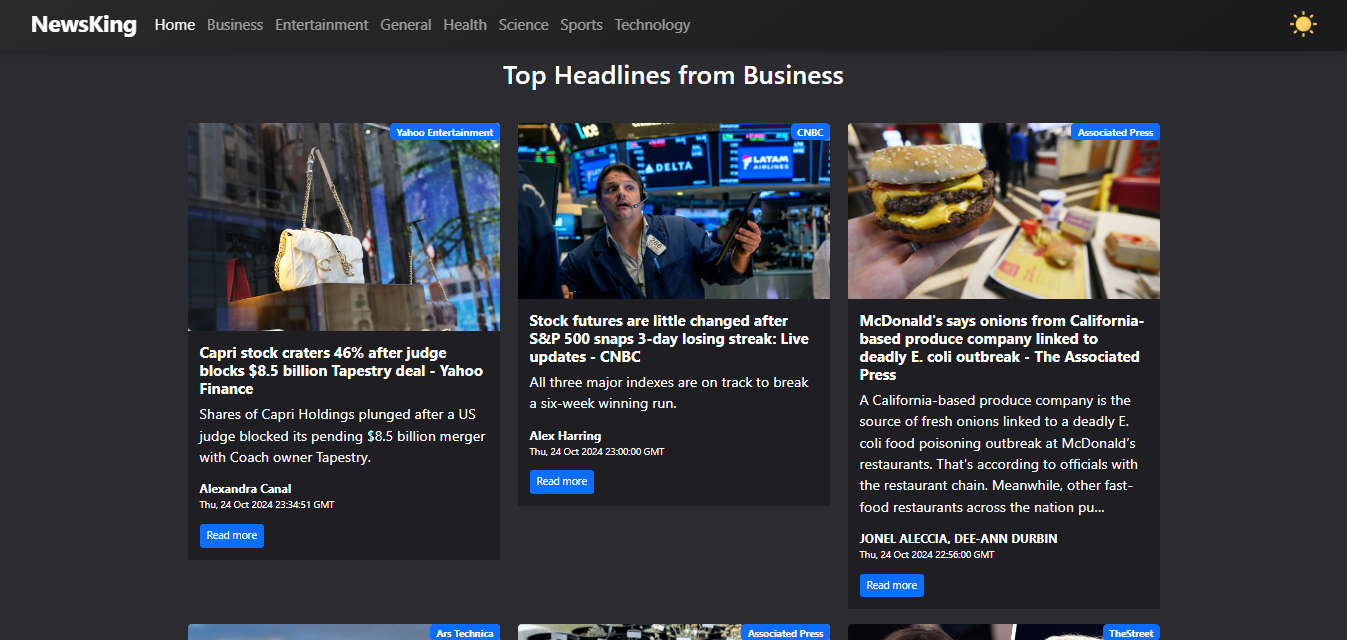 NewsKing Home Business Entertainment General Health Science Sports Technology
Top Headlines from Business
Yahoo Entertainment
Capri stock craters 46% after judge
blocks $8.5 billion Tapestry deal - Yahoo
Finance
Shares of Capri Holdings plunged after a US
judge blocked its pending $8.5 billion merger
with Coach owner Tapestry.
Alexandra Canal
Thu, 24 Oct 2024 23:34:51 GMT
Read more
CNBC
DELTA
LATAM
AIRLINES
Stock futures are little changed after
S&P 500 snaps 3-day losing streak: Live
updates - CNBC
All three major indexes are on track to break
a six-week winning run.
Alex Harring
Thu, 24 Oct 2024 23:00:00 GMT
Read more
Associated Press
McDonald's says onions from California-
based produce company linked to
deadly E. coli outbreak - The Associated
Press
A California-based produce company is the
source of fresh onions linked to a deadly E.
coli food poisoning outbreak at McDonald’s
restaurants. That's according to officials with
the restaurant chain. Meanwhile, other fast-
food restaurants across the nation pu...
JONEL ALECCIA, DEE-ANN DURBIN
Thu, 24 Oct 2024 22:56:00 GMT
Read more
Ars Technica
Associated Press
TheStreet